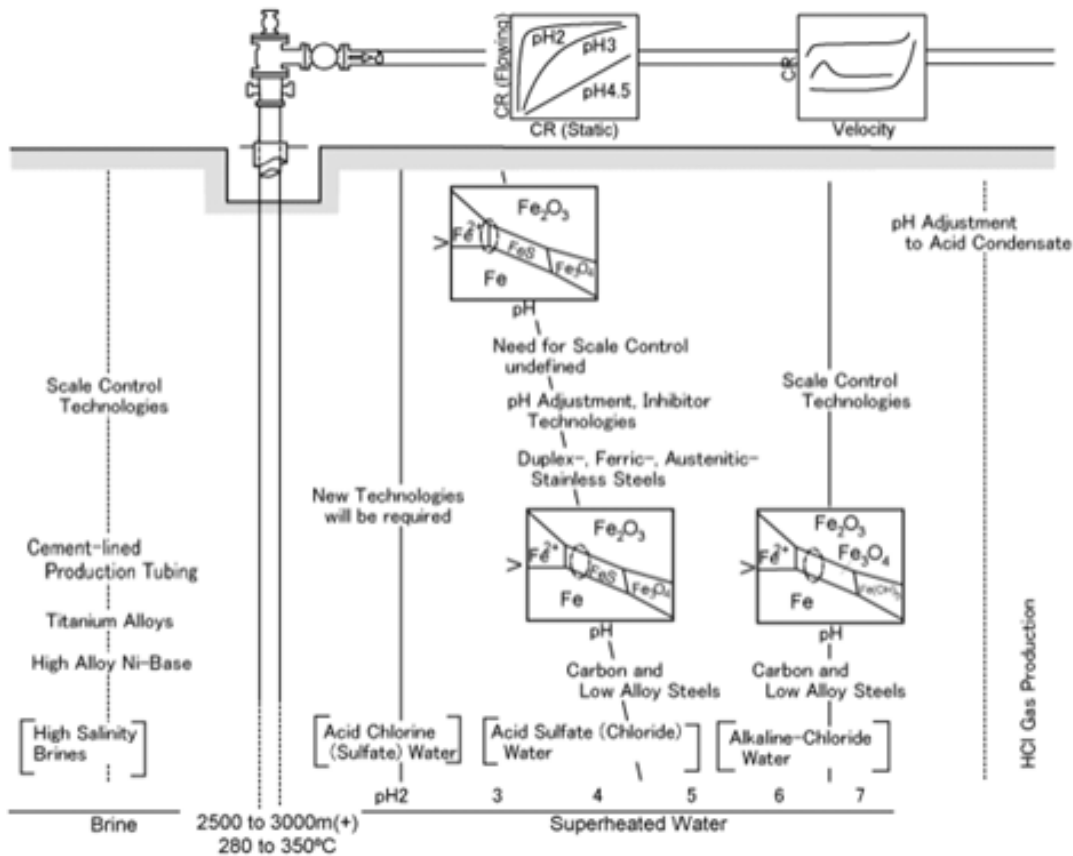 CR (Flowing)
pH2
pH3
pH4.5
CR (Static)
CR
Velocity
Fe2O3
Fe2+
FeS
Fe3O4
Fe
V
pH
pH Adjustment
to Acid Condensate
Need for Scale Control
undefined
pH Adjustment, Inhibitor
Technologies
Duplex-, Ferric-, Austenitic-
Stainless Steels
Scale Control
Technologies
Scale Control
Technologies
New Technologies
will be required
Cement-lined
Production Tubing
Titanium Alloys
High Alloy Ni-Base
Fe2O3
Fe2+
FeS
Fe3O4
Fe
V
pH
Fe2O3
Fe2+
Fe3O4
Fe(OH)3
Fe
V
pH
Carbon and
Low Alloy Steels
Carbon and
Low Alloy Steels
HCl Gas Production
High Salinity
Brines
Acid Chlorine
(Sulfate) Water
Acid Sulfate (Chloride)
Water
Alkaline-Chloride
Water
pH2 3 4 5 6 7
Brine
2500 to 3000m(+)
280 to 350ºC
Superheated Water